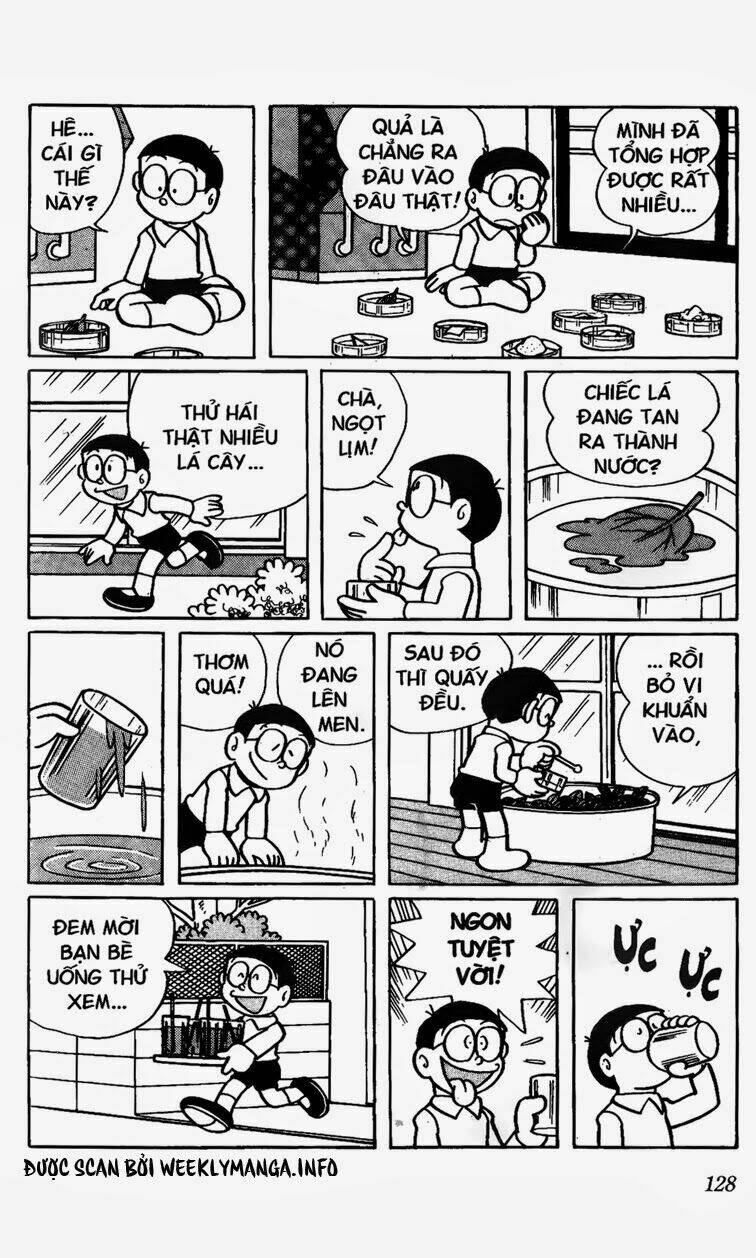 MÌNH ĐÃ
TỔNG HỢP
ĐƯỢC RẤT
NHIỀU...
QUẢ LÀ
CHẲNG RA
ĐÂU VÀO
ĐÂU THẬT!
HÊ...
CÁI GÌ
THẾ
NÀY?
CHIẾC LÁ
ĐANG TAN
RA THÀNH
NƯỚC?
CHÀ,
NGỌT
LỊM!
THỬ HÁI
THẬT NHIỀU
LÁ CÂY...
... RỒI
BỎ VI
KHUẨN
VÀO,
SAU ĐÓ
THÌ QUẤY
ĐỀU.
NÓ
ĐANG
LÊN
MEN.
THƠM
QUÁ!
ỰC
ỰC
NGON
TUYỆT
VỜI!
ĐEM MỜI
BẠN BÈ
UỐNG THỬ
XEM...
ĐƯỢC SCAN BỞI WEEKLYMANGA.INFO
128